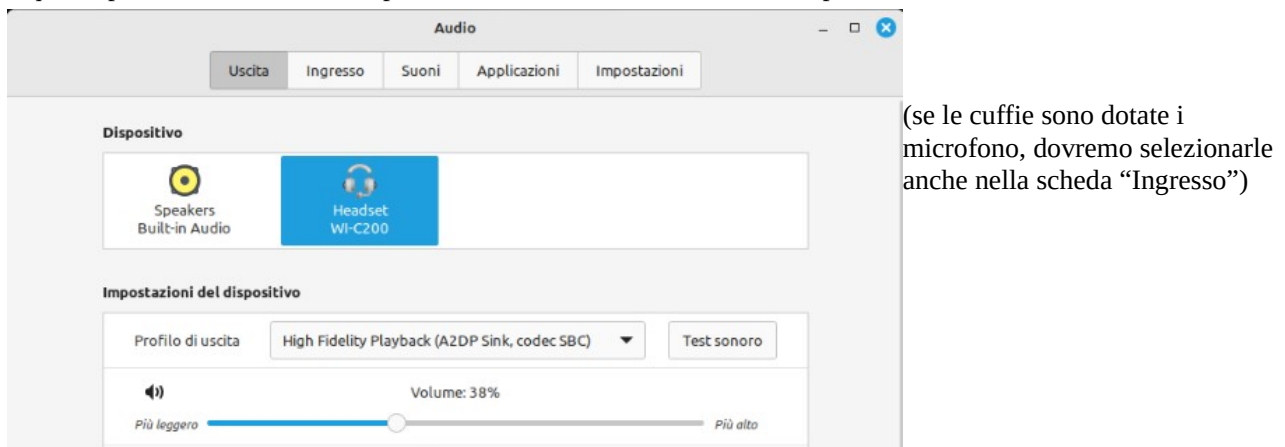 Audio
Uscita Ingresso Suoni Applicazioni Impostazioni
(se le cuffie sono dotate i
microfono, dovremo selezionarle
anche nella scheda “Ingresso”)
Dispositivo
Speakers
Built-in Audio
Headset
WI-C200
Impostazioni del dispositivo
Profilo di uscita High Fidelity Playback (A2DP Sink, codec SBC) Test sonoro
Volume: 38%
Più leggero Più alto